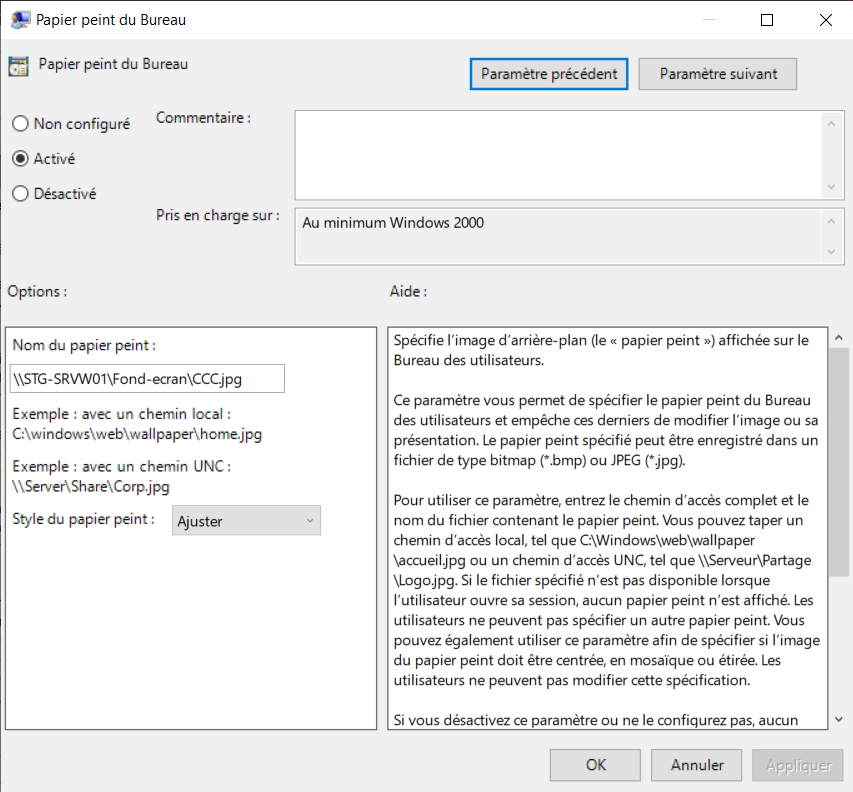 Papier peint du Bureau
Papier peint du Bureau
Paramètre précédent
Paramètre suivant
Non configuré
Commentaire :
Activé
Désactivé
Pris en charge sur :
Au minimum Windows 2000
Options :
Aide :
Nom du papier peint :
\\STG-SRVW01\Fond-ecran\CCC.jpg
Exemple : avec un chemin local :
C:\windows\web\wallpaper\home.jpg
Exemple : avec un chemin UNC :
\\Server\Share\Corp.jpg
Style du papier peint :
Ajuster
Spécifie l’image d’arrière-plan (le « papier peint ») affichée sur le
Bureau des utilisateurs.
Ce paramètre vous permet de spécifier le papier peint du Bureau
des utilisateurs et empêche ces derniers de modifier l’image ou sa
présentation. Le papier peint spécifié peut être enregistré dans un
fichier de type bitmap (*.bmp) ou JPEG (*.jpg).
Pour utiliser ce paramètre, entrez le chemin d’accès complet et le
nom du fichier contenant le papier peint. Vous pouvez taper un
chemin d’accès local, tel que C:\Windows\web\wallpaper
\accueil.jpg ou un chemin d’accès UNC, tel que \\Serveur\Partage
\Logo.jpg. Si le fichier spécifié n’est pas disponible lorsque
l’utilisateur ouvre sa session, aucun papier peint n’est affiché. Les
utilisateurs ne peuvent pas spécifier un autre papier peint. Vous
pouvez également utiliser ce paramètre afin de spécifier si l’image
du papier peint doit être centrée, en mosaïque ou étirée. Les
utilisateurs ne peuvent pas modifier cette spécification.
Si vous désactivez ce paramètre ou ne le configurez pas, aucun
OK
Annuler
Appliquer